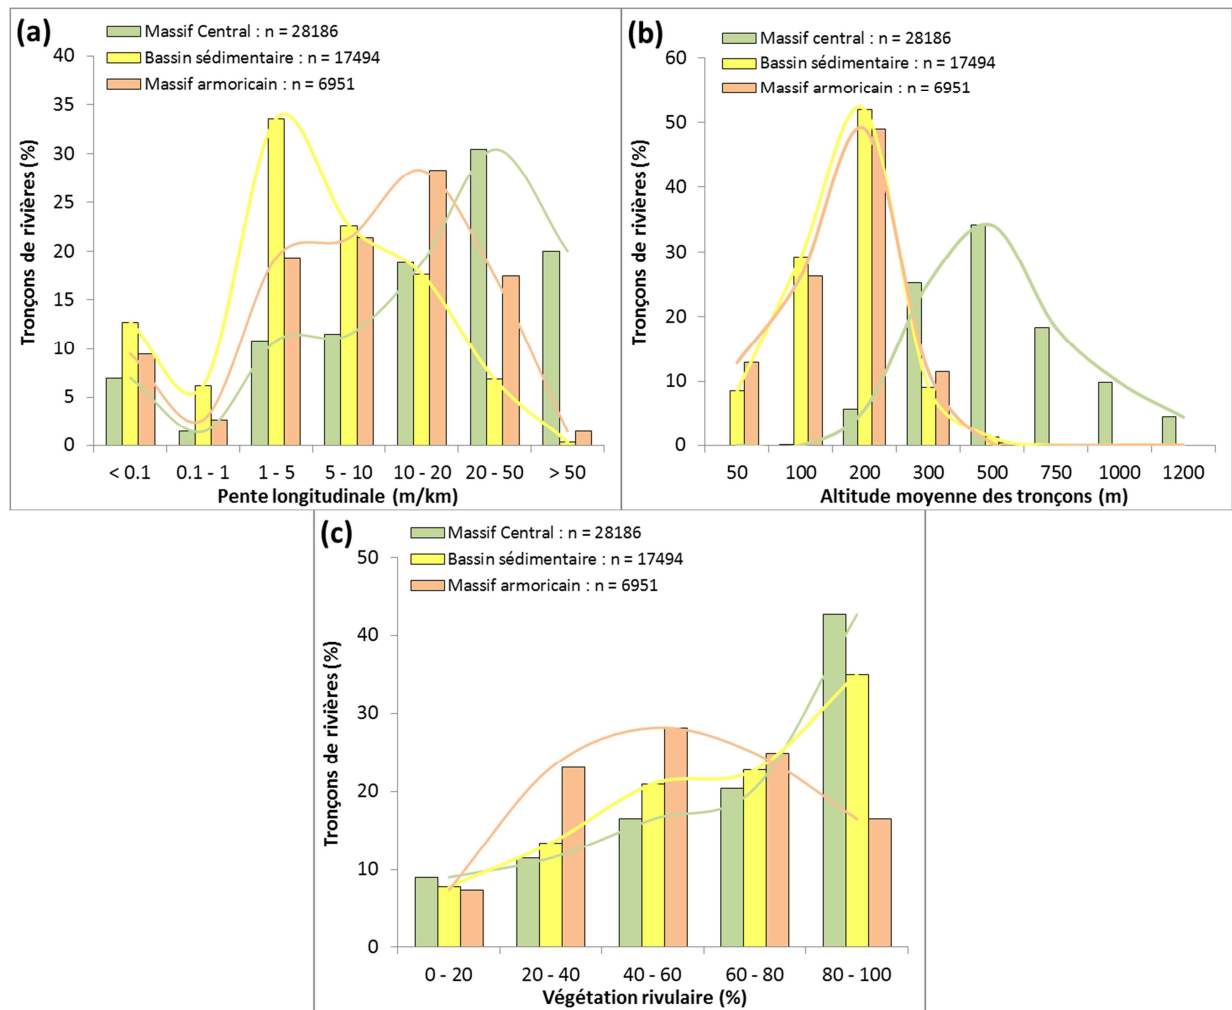 (a)
Massif Central : n = 28186
Bassin sédimentaire : n = 17494
Massif armoricain : n = 6951
Tronçons de rivières (%)
40
35
30
25
20
15
10
5
0
< 0.1 0.1 - 1 1 - 5 5 - 10 10 - 20 20 - 50 > 50
Pente longitudinale (m/km)
(b)
Massif central : n = 28186
Bassin sédimentaire : n = 17494
Massif armoricain : n = 6951
Tronçons de rivières (%)
60
50
40
30
20
10
0
50 100 200 300 500 750 1000 1200
Altitude moyenne des tronçons (m)
(c)
Massif Central : n = 28186
Bassin sédimentaire : n = 17494
Massif armoricain : n = 6951
Tronçons de rivières (%)
50
40
30
20
10
0
0 - 20 20 - 40 40 - 60 60 - 80 80 - 100
Végétation rivulaire (%)